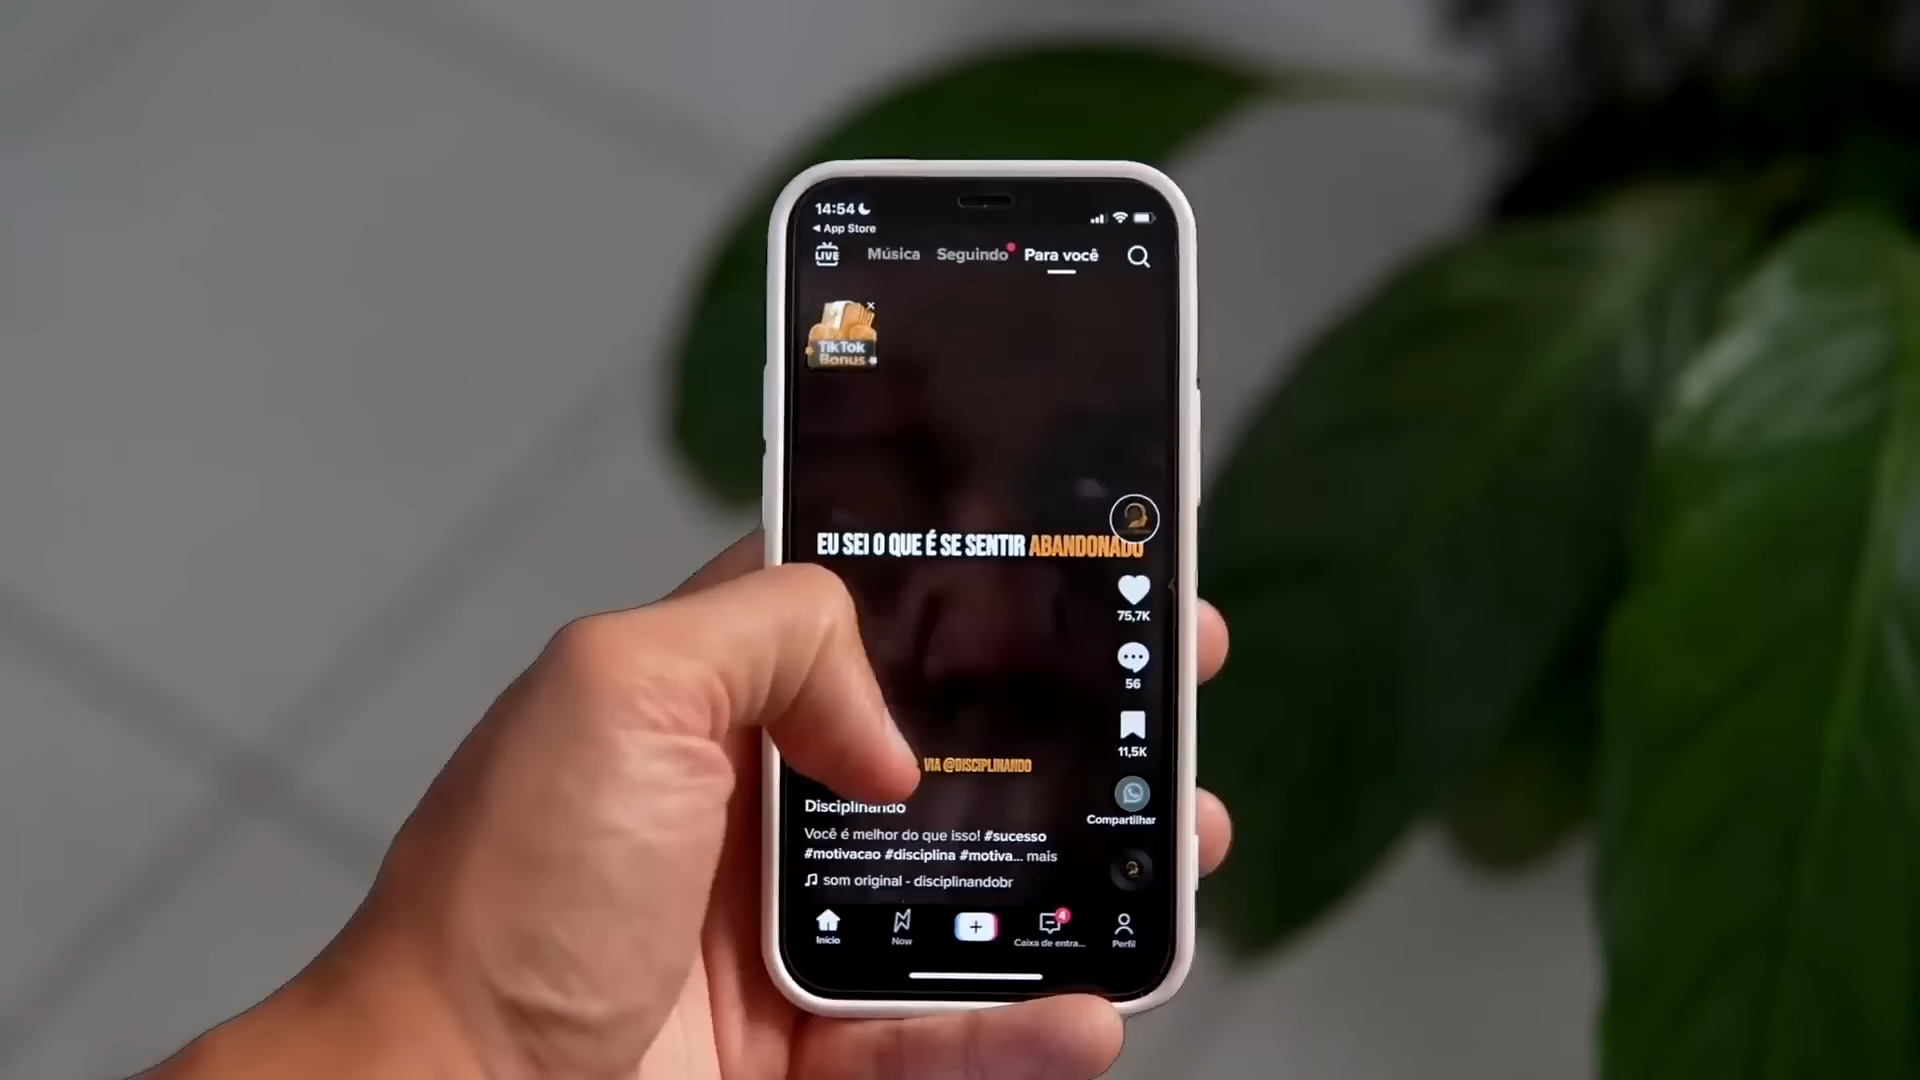 14:54
◀ App Store
LIVE Música Seguindo Para você
TikTok
Bonus
EU SEI O QUE É SE SENTIR ABANDONADO
75,7K
56
11,5K
VIA @DISCIPLINANDO
Disciplinando
Compartilhar
Você é melhor do que isso! #sucesso
#motivacao #disciplina #motiva... mais
som original - disciplinandobr
4
Início Now Caixa de entra... Perfil